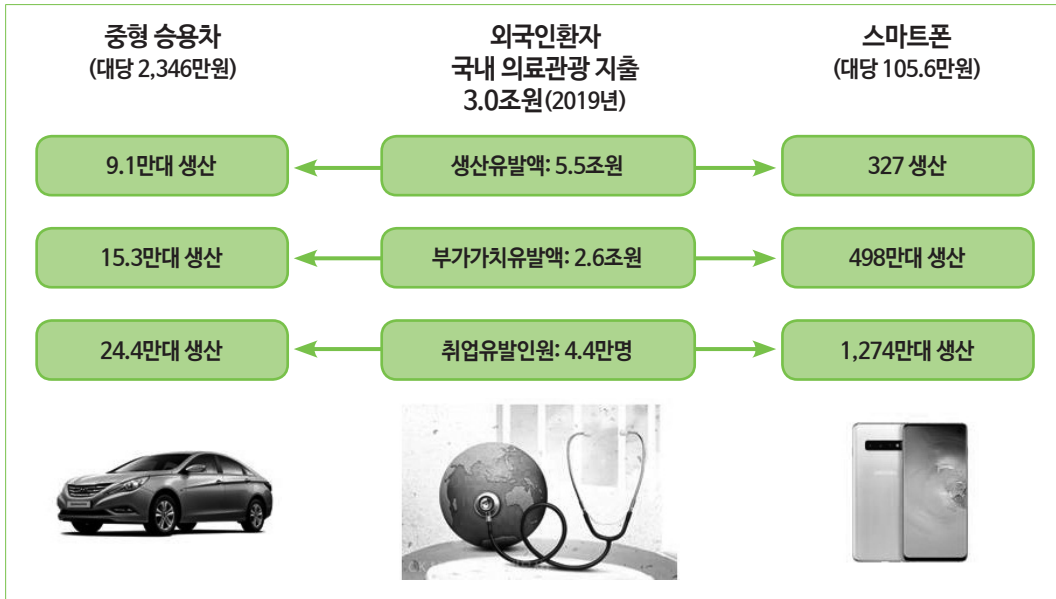 중형 승용차
(대당 2,346만원)
외국인환자
국내 의료관광 지출
3.0조원(2019년)
스마트폰
(대당 105.6만원)
9.1만대 생산
생산유발액: 5.5조원
327 생산
15.3만대 생산
부가가치유발액: 2.6조원
498만대 생산
24.4만대 생산
취업유발인원: 4.4만명
1,274만대 생산